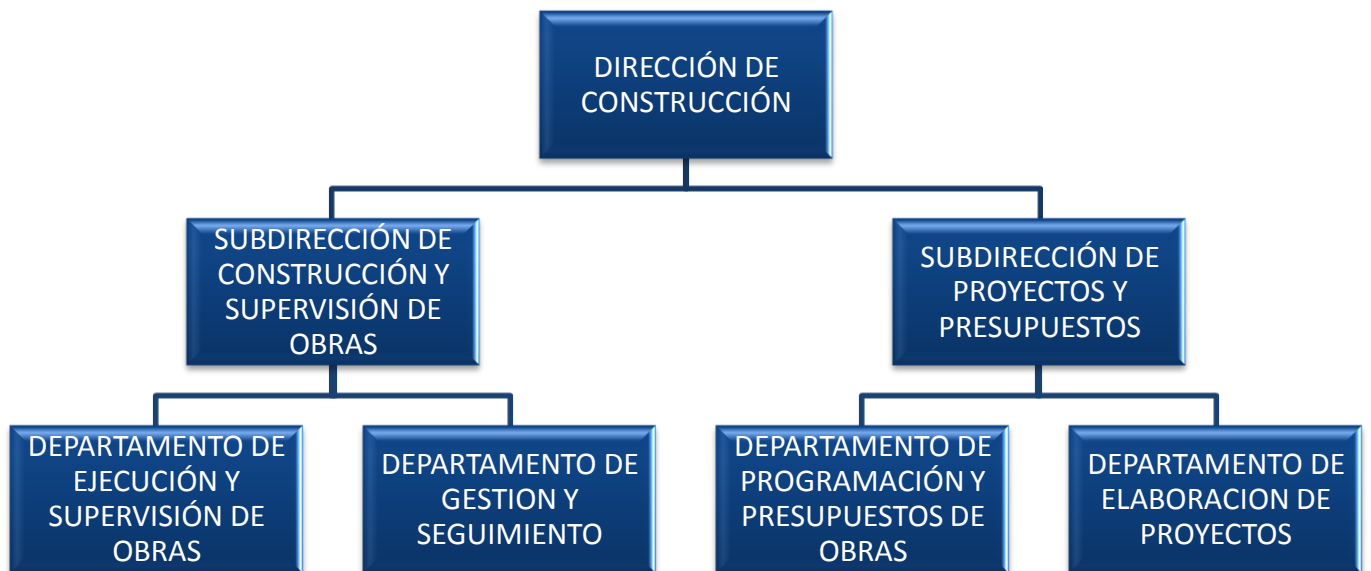 DIRECCIÓN DE
CONSTRUCCIÓN
SUBDIRECCIÓN DE
CONSTRUCCIÓN Y
SUPERVISIÓN DE
OBRAS
SUBDIRECCIÓN DE
PROYECTOS Y
PRESUPUESTOS
DEPARTAMENTO DE
EJECUCIÓN Y
SUPERVISIÓN DE
OBRAS
DEPARTAMENTO DE
GESTION Y
SEGUIMIENTO
DEPARTAMENTO DE
PROGRAMACIÓN Y
PRESUPUESTOS DE
OBRAS
DEPARTAMENTO DE
ELABORACION DE
PROYECTOS